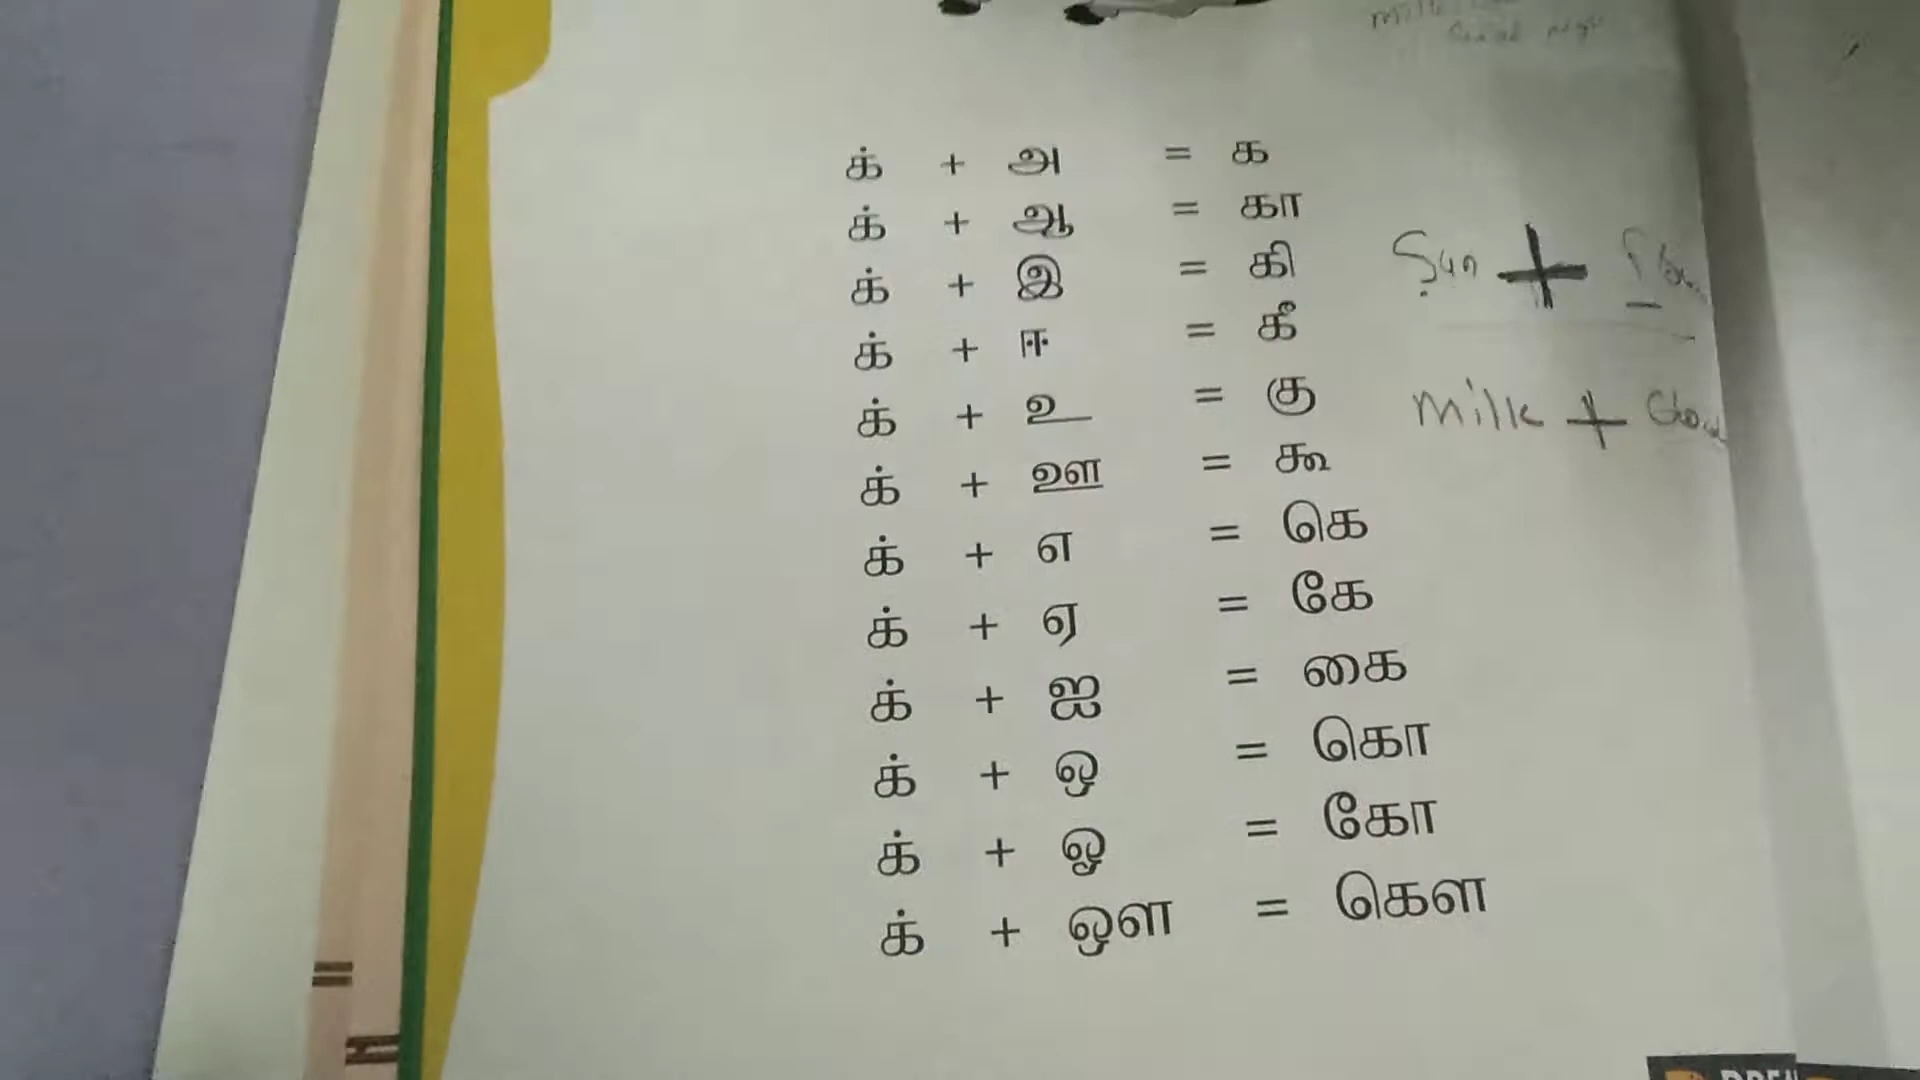 க் + அ = க
க் + ஆ = கா
க் + இ = கி
க் + ஈ = கீ
க் + உ = கு
க் + ஊ = கூ
க் + எ = கெ
க் + ஏ = கே
க் + ஐ = கை
க் + ஒ = கொ
க் + ஓ = கோ
க் + ஔ = கௌ
Sun +
Milk +